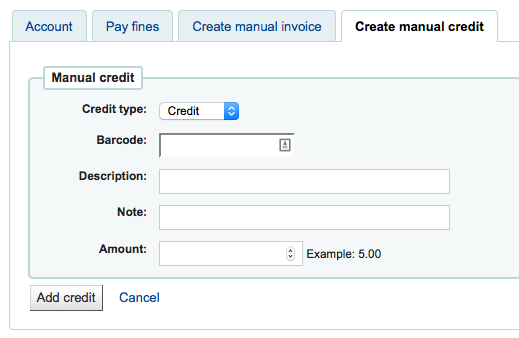 Account Pay fines Create manual invoice Create manual credit
Manual credit
Credit type: Credit
Barcode:
Description:
Note:
Amount: Example: 5.00
Add credit Cancel